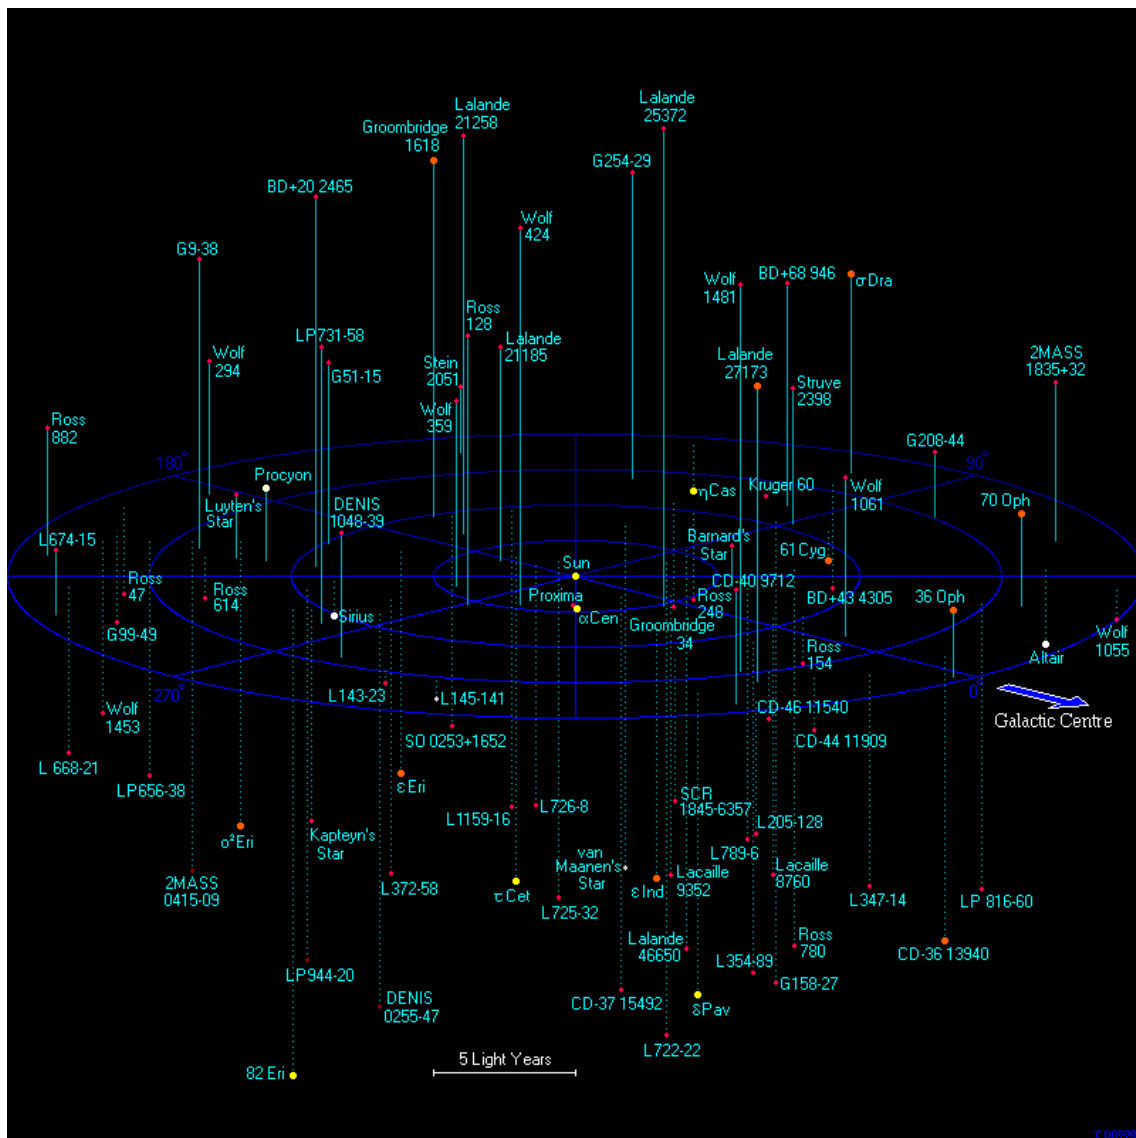 Lalande
21258
Lalande
25372
Groombridge
1618
G254-29
BD+20 2465
Wolf
424
G9-38
BD+68 946
σDra
Wolf
1481
Ross
128
LP731-58
Lalande
21185
Wolf
294
G51-15
Stein
2051
Lalande
27173
2MASS
1835+32
Struve
2398
Wolf
359
Ross
882
G208-44
180°
90°
Procyon
ηCas
Kruger 60
Wolf
1061
70 Oph
Luyten's
Star
DENIS
1048-39
L674-15
Barnard's
Star
61Cyg
Sun
Ross
47
Ross
614
Proxima
CD-40 9712
Ross
248
BD+43 4305
36 Oph
Sirius
αCen
Groombridge
34
G99-49
Wolf
1055
Altair
Ross
154
270°
0°
L143-23
L145-141
Wolf
1453
CD-46 11540
Galactic Centre
SO 0253+1652
CD-44 11909
L 668-21
LP656-38
εEri
SCR
1845-6357
L1159-16
L726-8
L205-128
ο²Eri
Kapteyn's
Star
van
Maanen's
Star
L789-6
2MASS
0415-09
L372-58
τCet
εInd
Lacaille
9352
Lacaille
8760
L347-14
LP 816-60
L725-32
Lalande
46650
Ross
780
CD-36 13940
LP944-20
L354-89
G158-27
DENIS
0255-47
CD-37 15492
δPav
L722-22
5 Light Years
82 Eri